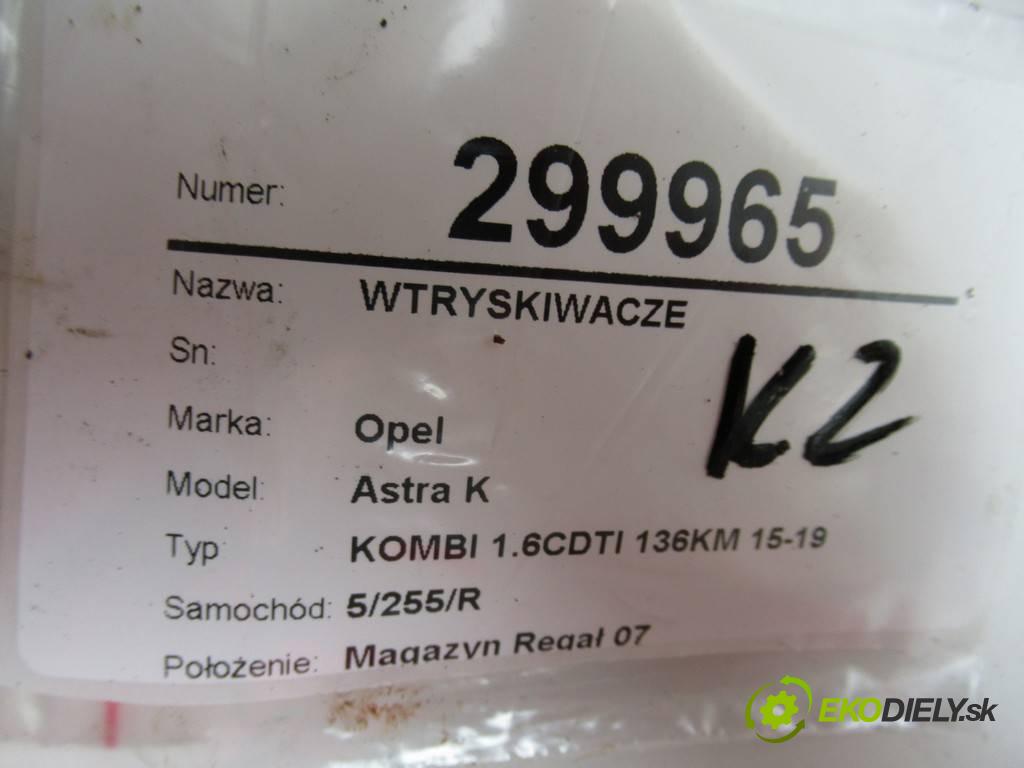 Numer: 299965
Nazwa: WTRYSKIWACZE
Sn:
K2
Marka: Opel
Model: Astra K
Typ KOMBI 1.6CDTI 136KM 15-19
Samochód: 5/255/R
Położenie: Magazyn Regał 07
EKODIELY.sk